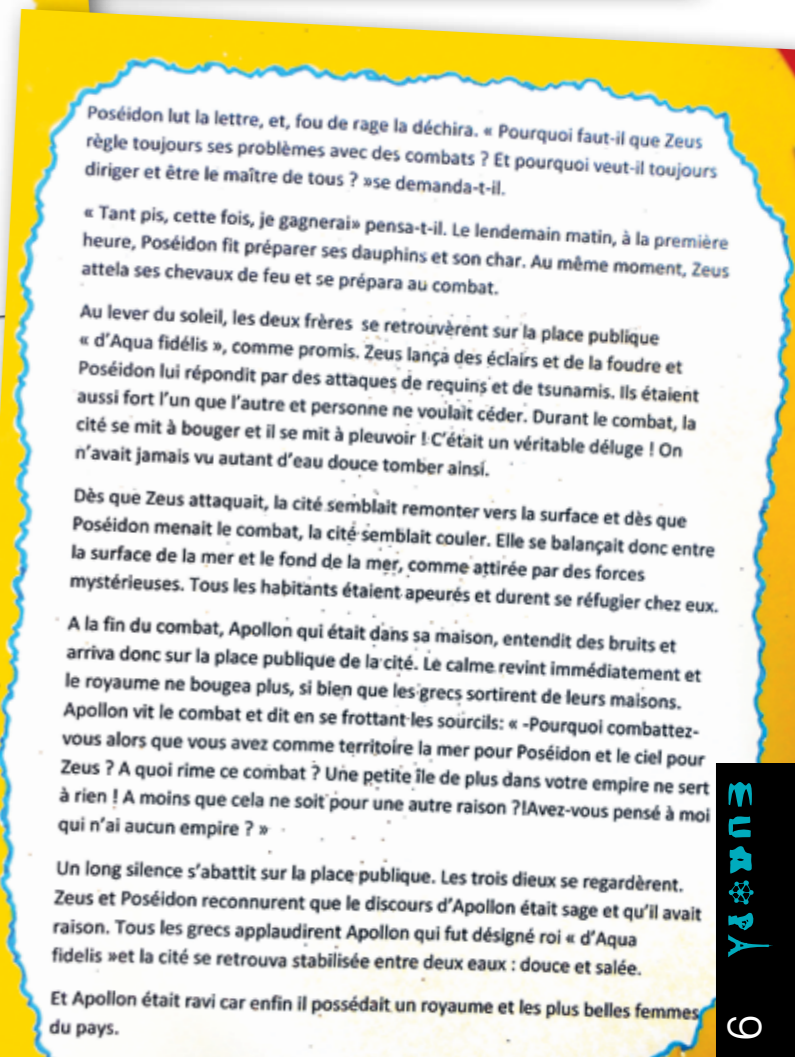 Poséidon lut la lettre, et, fou de rage la déchira. « Pourquoi faut-il que Zeus
règle toujours ses problèmes avec des combats ? Et pourquoi veut-il toujours
diriger et être le maître de tous ? »se demanda-t-il.
« Tant pis, cette fois, je gagnerai» pensa-t-il. Le lendemain matin, à la première
heure, Poséidon fit préparer ses dauphins et son char. Au même moment, Zeus
attela ses chevaux de feu et se prépara au combat.
Au lever du soleil, les deux frères se retrouvèrent sur la place publique
« d'Aqua fidélis », comme promis. Zeus lança des éclairs et de la foudre et
Poséidon lui répondit par des attaques de requins et de tsunamis. Ils étaient
aussi fort l'un que l'autre et personne ne voulait céder. Durant le combat, la
cité se mit à bouger et il se mit à pleuvoir ! C'était un véritable déluge ! On
n'avait jamais vu autant d'eau douce tomber ainsi.
Dès que Zeus attaquait, la cité semblait remonter vers la surface et dès que
Poséidon menait le combat, la cité semblait couler. Elle se balançait donc entre
la surface de la mer et le fond de la mer, comme attirée par des forces
mystérieuses. Tous les habitants étaient apeurés et durent se réfugier chez eux.
A la fin du combat, Apollon qui était dans sa maison, entendit des bruits et
arriva donc sur la place publique de la cité. Le calme revint immédiatement et
le royaume ne bougea plus, si bien que les grecs sortirent de leurs maisons.
Apollon vit le combat et dit en se frottant les sourcils: « -Pourquoi combattez-
vous alors que vous avez comme territoire la mer pour Poséidon et le ciel pour
Zeus ? A quoi rime ce combat ? Une petite île de plus dans votre empire ne sert
à rien ! A moins que cela ne soit pour une autre raison ?!Avez-vous pensé à moi
qui n'ai aucun empire ? »
Un long silence s'abattit sur la place publique. Les trois dieux se regardèrent.
Zeus et Poséidon reconnurent que le discours d'Apollon était sage et qu'il avait
raison. Tous les grecs applaudirent Apollon qui fut désigné roi « d'Aqua
fidelis »et la cité se retrouva stabilisée entre deux eaux : douce et salée.
Et Apollon était ravi car enfin il possédait un royaume et les plus belles femmes
du pays.
EUROPA
9